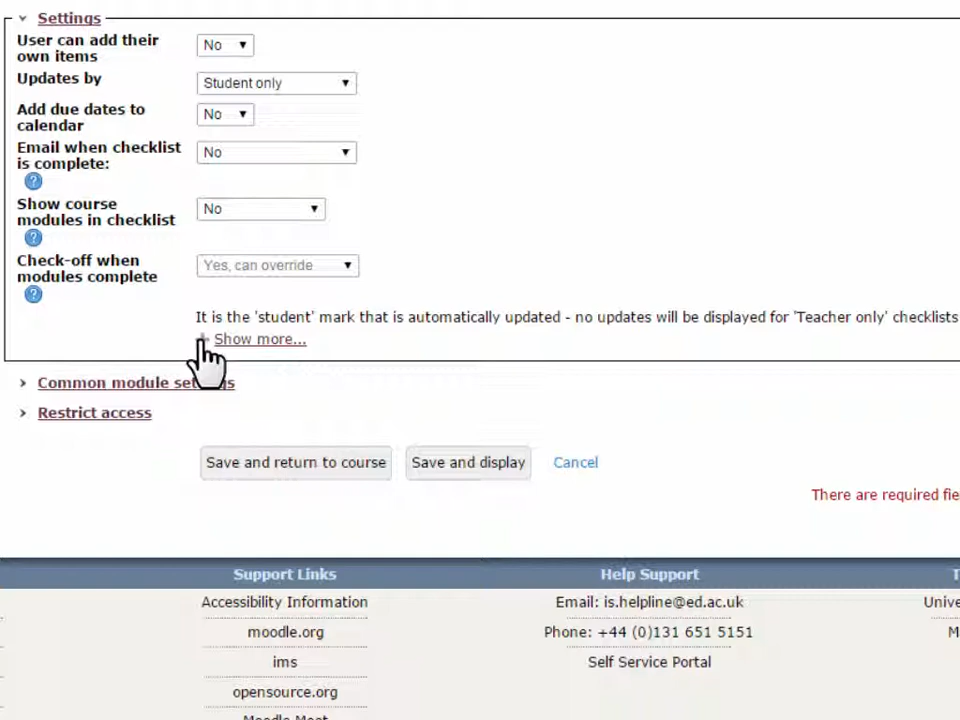 Settings
User can add their
own items
No
Updates by
Student only
Add due dates to
calendar
No
Email when checklist
is complete:
No
Show course
modules in checklist
No
Check-off when
modules complete
Yes, can override
It is the 'student' mark that is automatically updated - no updates will be displayed for 'Teacher only' checklists
Show more...
Common module settings
Restrict access
Save and return to course
Save and display
Cancel
There are required fie
Support Links
Accessibility Information
moodle.org
ims
opensource.org
Moodle Moot
Help Support
Email: is.helpline@ed.ac.uk
Phone: +44 (0)131 651 5151
Self Service Portal
T
Unive
M